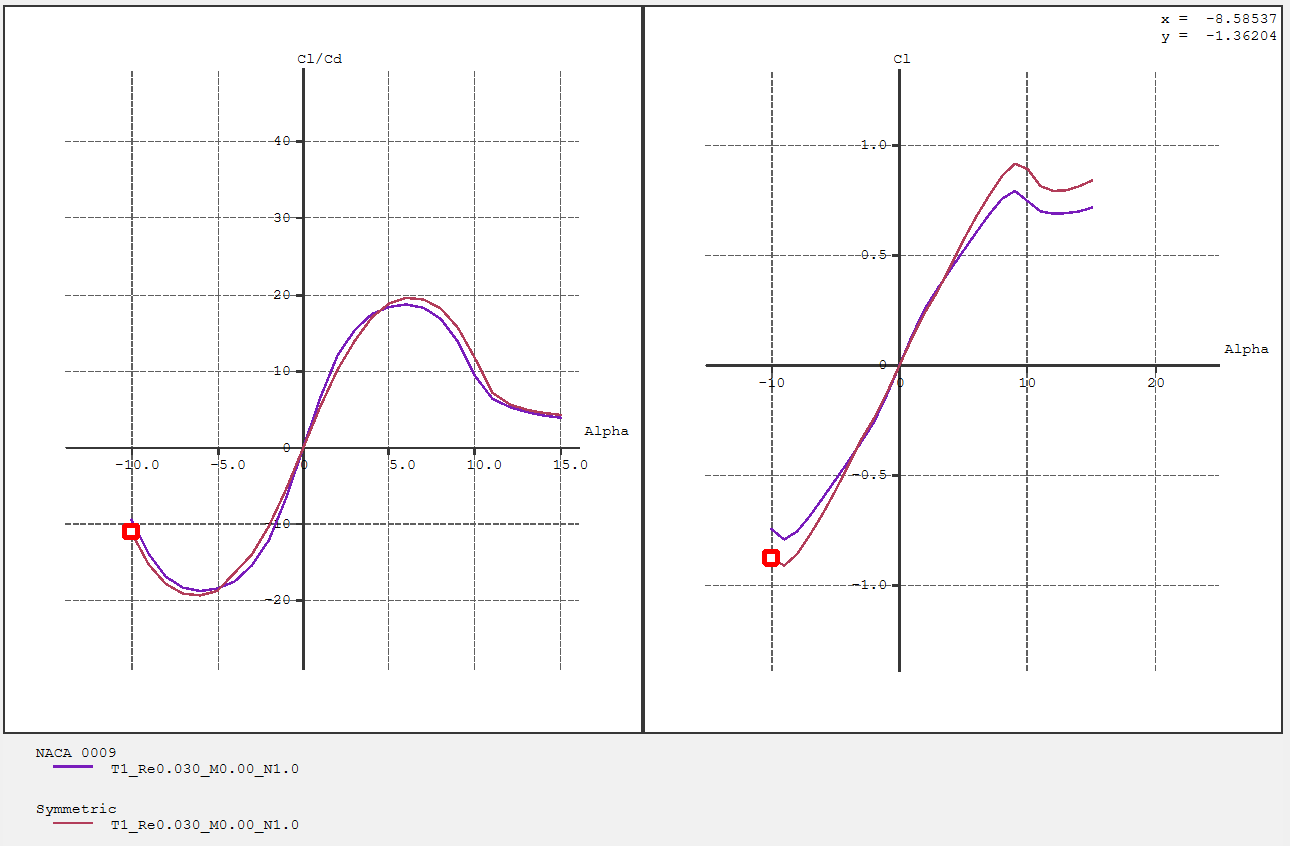 x = -8.58537
y = -1.36204
Cl/Cd
40
30
20
10
0
-10
-20
-10.0
-5.0
0
5.0
10.0
15.0
Alpha
Cl
1.0
0.5
0
-0.5
-1.0
-10
0
10
20
Alpha
NACA 0009
T1_Re0.030_M0.00_N1.0
Symmetric
T1_Re0.030_M0.00_N1.0